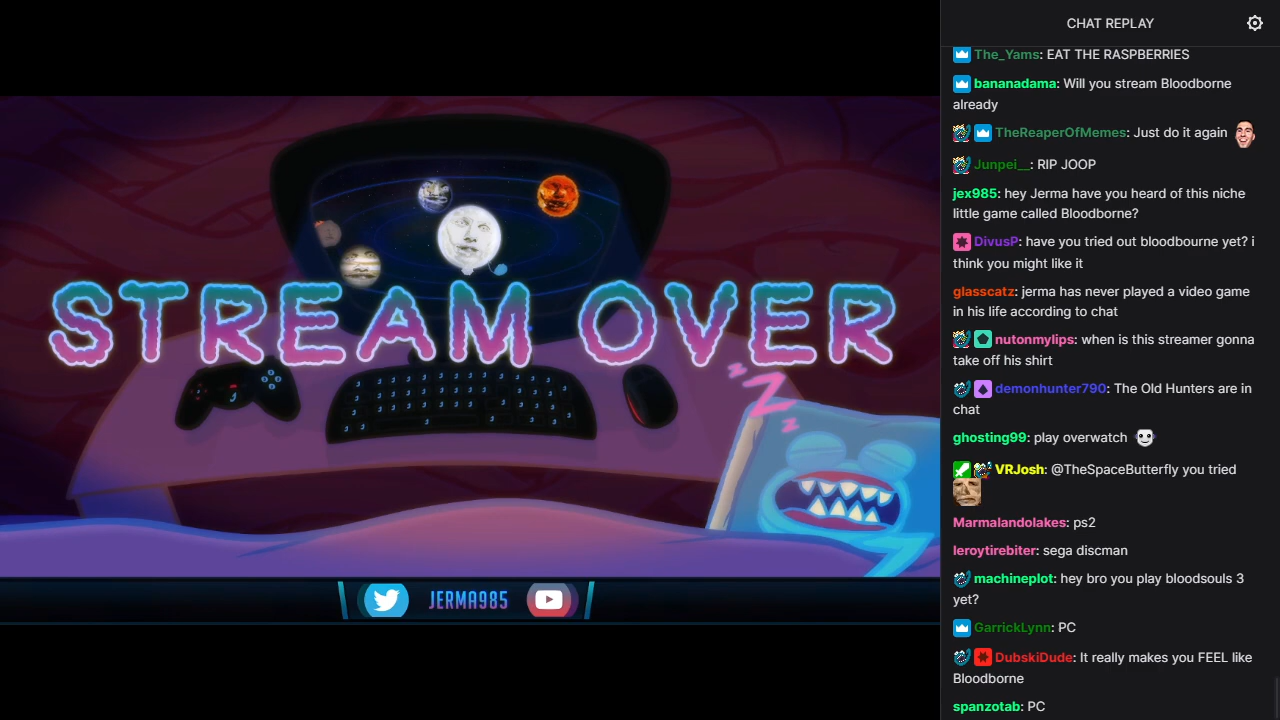 STREAM OVER
Z
Z
Z
JERMA985
CHAT REPLAY
The_Yams: EAT THE RASPBERRIES
bananadama: Will you stream Bloodborne
already
TheReaperOfMemes: Just do it again
Junpei__: RIP JOOP
jex985: hey Jerma have you heard of this niche
little game called Bloodborne?
DivusP: have you tried out bloodbourne yet? i
think you might like it
glasscatz: jerma has never played a video game
in his life according to chat
nutonmylips: when is this streamer gonna
take off his shirt
demonhunter790: The Old Hunters are in
chat
ghosting99: play overwatch
VRJosh: @TheSpaceButterfly you tried
Marmalandolakes: ps2
leroytirebiter: sega discman
machineplot: hey bro you play bloodsouls 3
yet?
GarrickLynn: PC
DubskiDude: It really makes you FEEL like
Bloodborne
spanzotab: PC